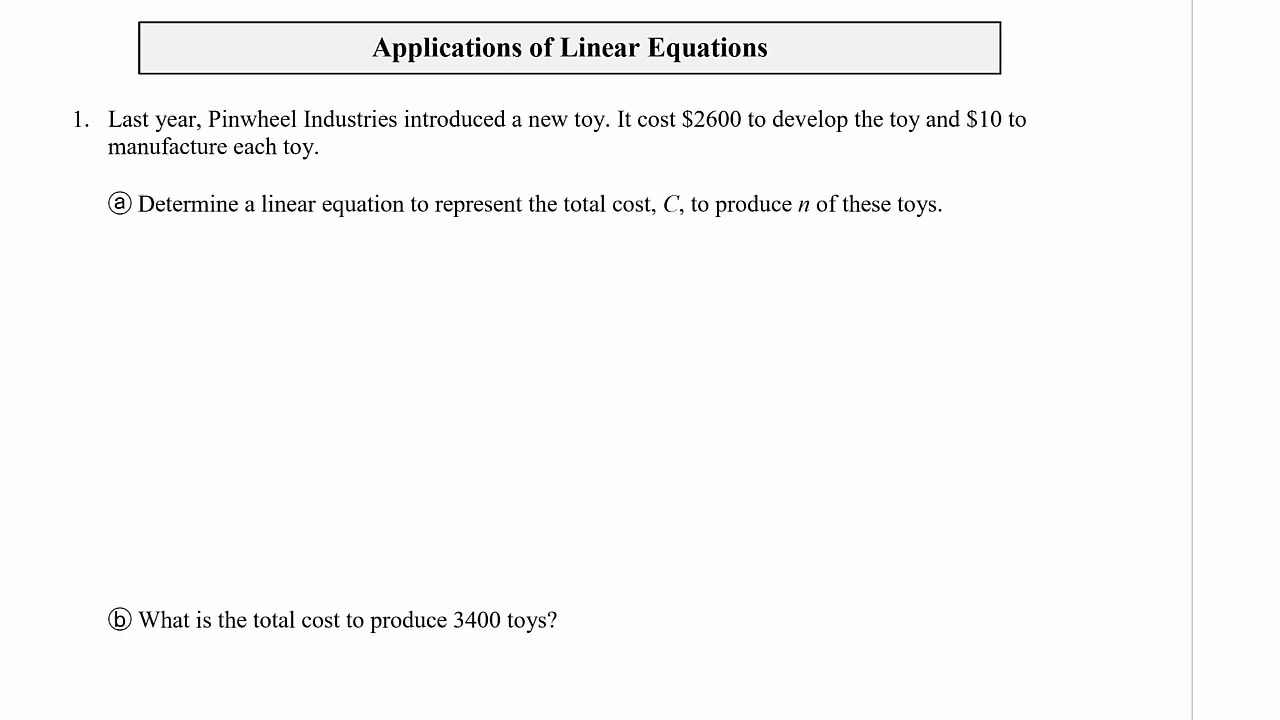 Applications of Linear Equations
1. Last year, Pinwheel Industries introduced a new toy. It cost $2600 to develop the toy and $10 to
manufacture each toy.
ⓐ Determine a linear equation to represent the total cost, C, to produce n of these toys.
ⓑ What is the total cost to produce 3400 toys?